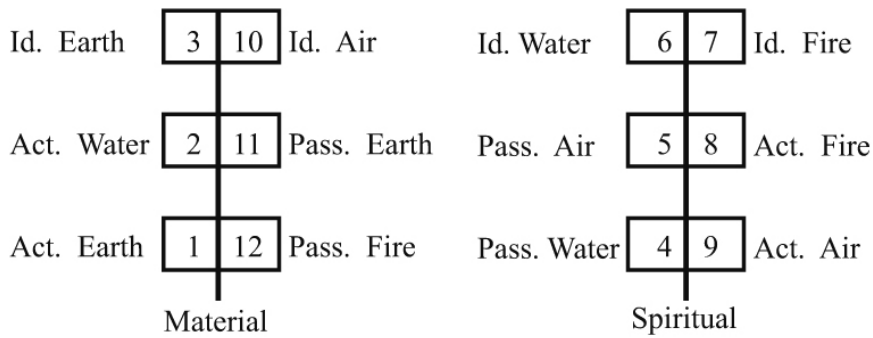 Id. Earth 3 10 Id. Air Id. Water 6 7 Id. Fire
Act. Water 2 11 Pass. Earth Pass. Air 5 8 Act. Fire
Act. Earth 1 12 Pass. Fire Pass. Water 4 9 Act. Air
Material Spiritual